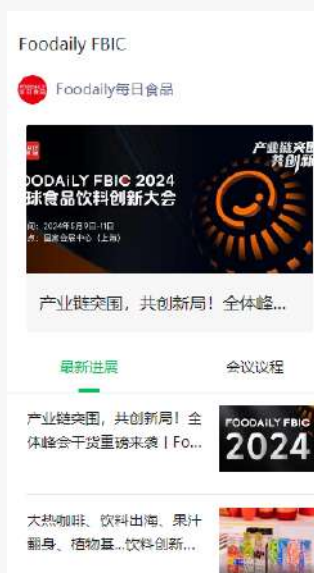 Foodaily FBIC
Foodaily每日食品
产业链突围
共创新
OODAiLY FBIC 2024
球食品饮料创新大会
间：2024年5月9日-11日
点：国家会展中心（上海）
产业链突围，共创新局！全体峰...
最新进展
会议议程
产业链突围，共创新局！全
体峰会干货重磅来袭 | Fo...
FOODAILY FBIC
2024
大热咖啡、饮料出海、果汁
翻身、植物基...饮料创新...